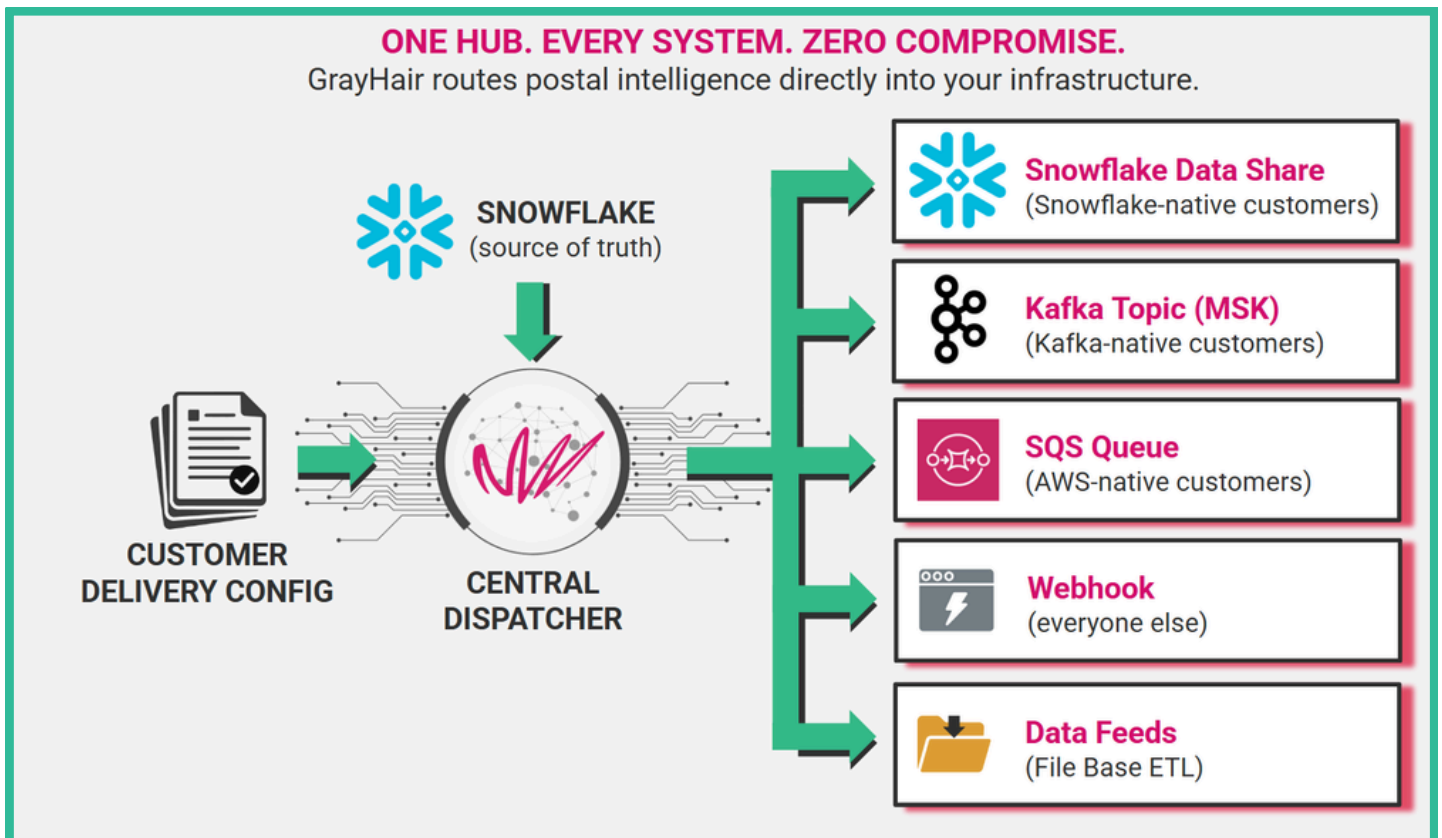 ONE HUB. EVERY SYSTEM. ZERO COMPROMISE.
GrayHair routes postal intelligence directly into your infrastructure.
SNOWFLAKE
(source of truth)
CUSTOMER
DELIVERY CONFIG
CENTRAL
DISPATCHER
Snowflake Data Share
(Snowflake-native customers)
Kafka Topic (MSK)
(Kafka-native customers)
SQS Queue
(AWS-native customers)
Webhook
(everyone else)
Data Feeds
(File Base ETL)